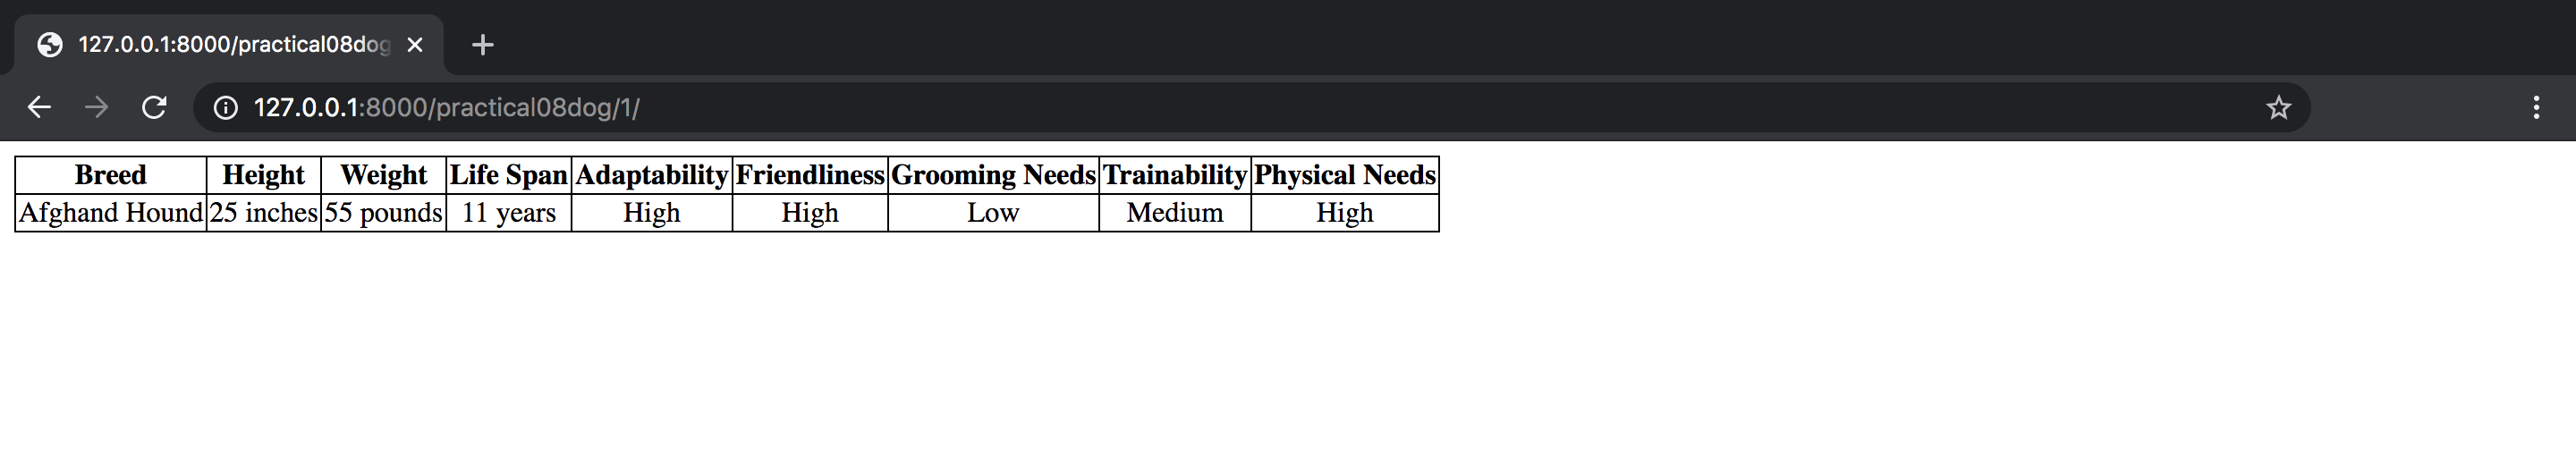 127.0.0.1:8000/practical08dog
127.0.0.1:8000/practical08dog/1/
Breed Height Weight Life Span Adaptability Friendliness Grooming Needs Trainability Physical Needs
Afghand Hound 25 inches 55 pounds 11 years High High Low Medium High